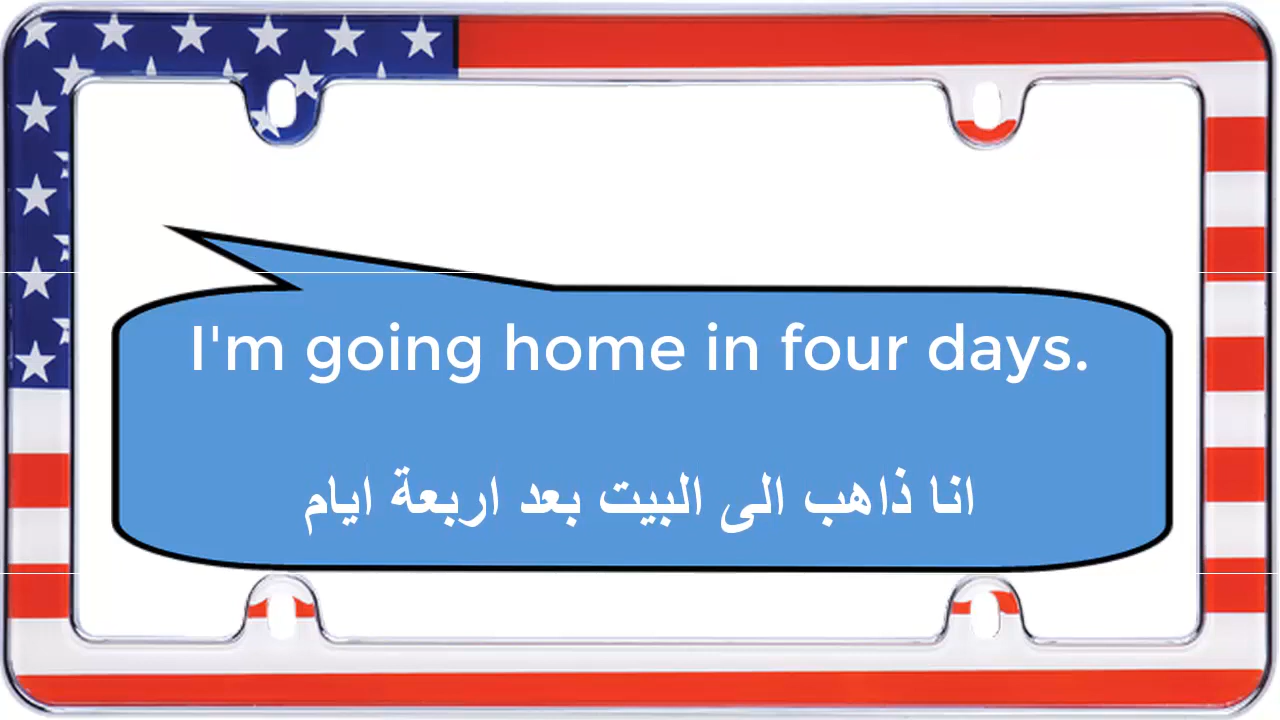 I'm going home in four days.
انا ذاهب الى البيت بعد اربعة ايام